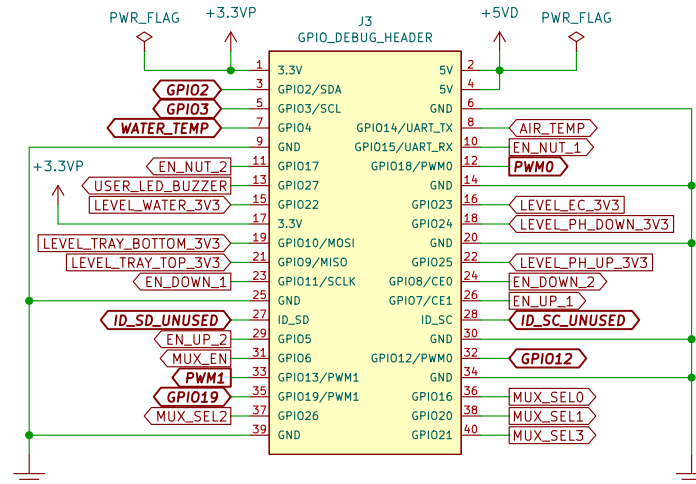 J3
GPIO_DEBUG_HEADER
PWR_FLAG +3.3VP +5VD PWR_FLAG
1 3.3V 5V 2
GPIO2 3 GPIO2/SDA 5V 4
GPIO3 5 GPIO3/SCL GND 6
WATER_TEMP 7 GPIO4 GPIO14/UART_TX 8 AIR_TEMP
9 GND GPIO15/UART_RX 10 EN_NUT_1
+3.3VP
EN_NUT_2 11 GPIO17 GPIO18/PWM0 12 PWM0
USER_LED_BUZZER 13 GPIO27 GND 14
LEVEL_WATER_3V3 15 GPIO22 GPIO23 16 LEVEL_EC_3V3
17 3.3V GPIO24 18 LEVEL_PH_DOWN_3V3
LEVEL_TRAY_BOTTOM_3V3 19 GPIO10/MOSI GND 20
LEVEL_TRAY_TOP_3V3 21 GPIO9/MISO GPIO25 22 LEVEL_PH_UP_3V3
EN_DOWN_1 23 GPIO11/SCLK GPIO8/CE0 24 EN_DOWN_2
25 GND GPIO7/CE1 26 EN_UP_1
ID_SD_UNUSED 27 ID_SD ID_SC 28 ID_SC_UNUSED
EN_UP_2 29 GPIO5 GND 30
MUX_EN 31 GPIO6 GPIO12/PWM0 32 GPIO12
PWM1 33 GPIO13/PWM1 GND 34
GPIO19 35 GPIO19/PWM1 GPIO16 36 MUX_SEL0
MUX_SEL2 37 GPIO26 GPIO20 38 MUX_SEL1
39 GND GPIO21 40 MUX_SEL3